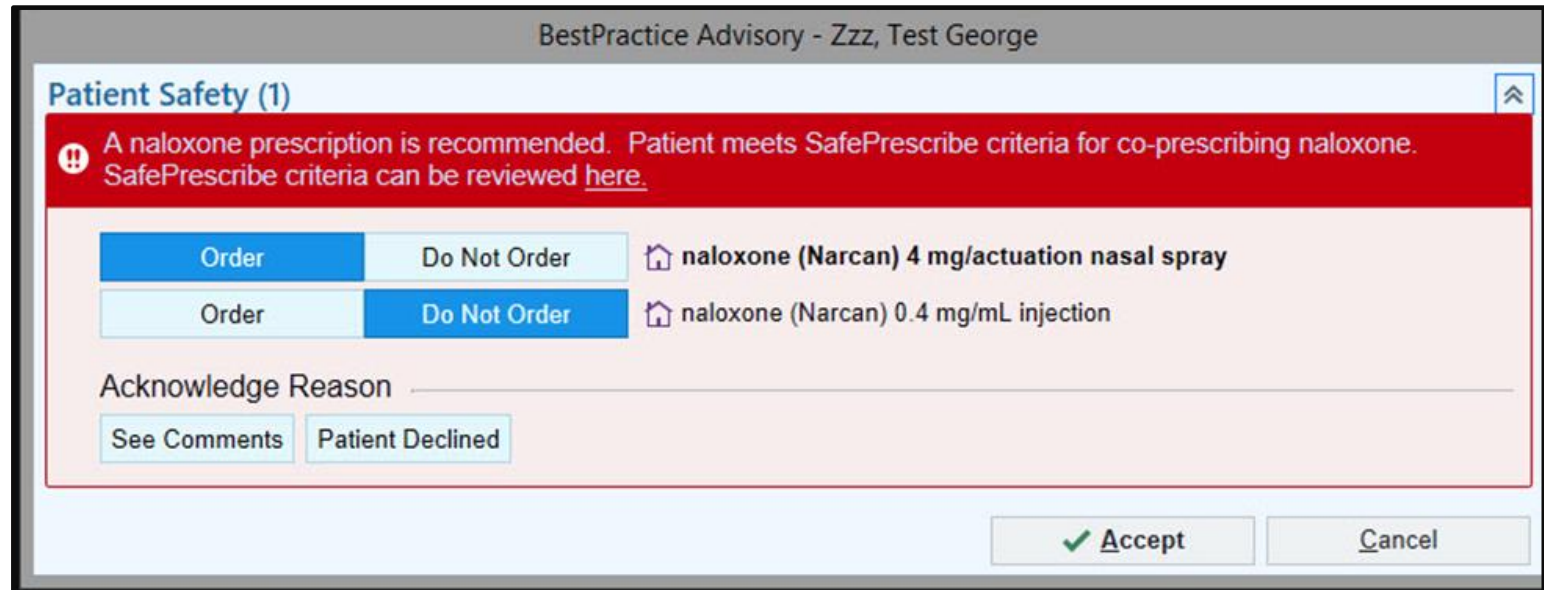 BestPractice Advisory - Zzz, Test George
Patient Safety (1)
A naloxone prescription is recommended. Patient meets SafePrescribe criteria for co-prescribing naloxone.
SafePrescribe criteria can be reviewed here.
Order Do Not Order naloxone (Narcan) 4 mg/actuation nasal spray
Order Do Not Order naloxone (Narcan) 0.4 mg/mL injection
Acknowledge Reason
See Comments Patient Declined
Accept Cancel